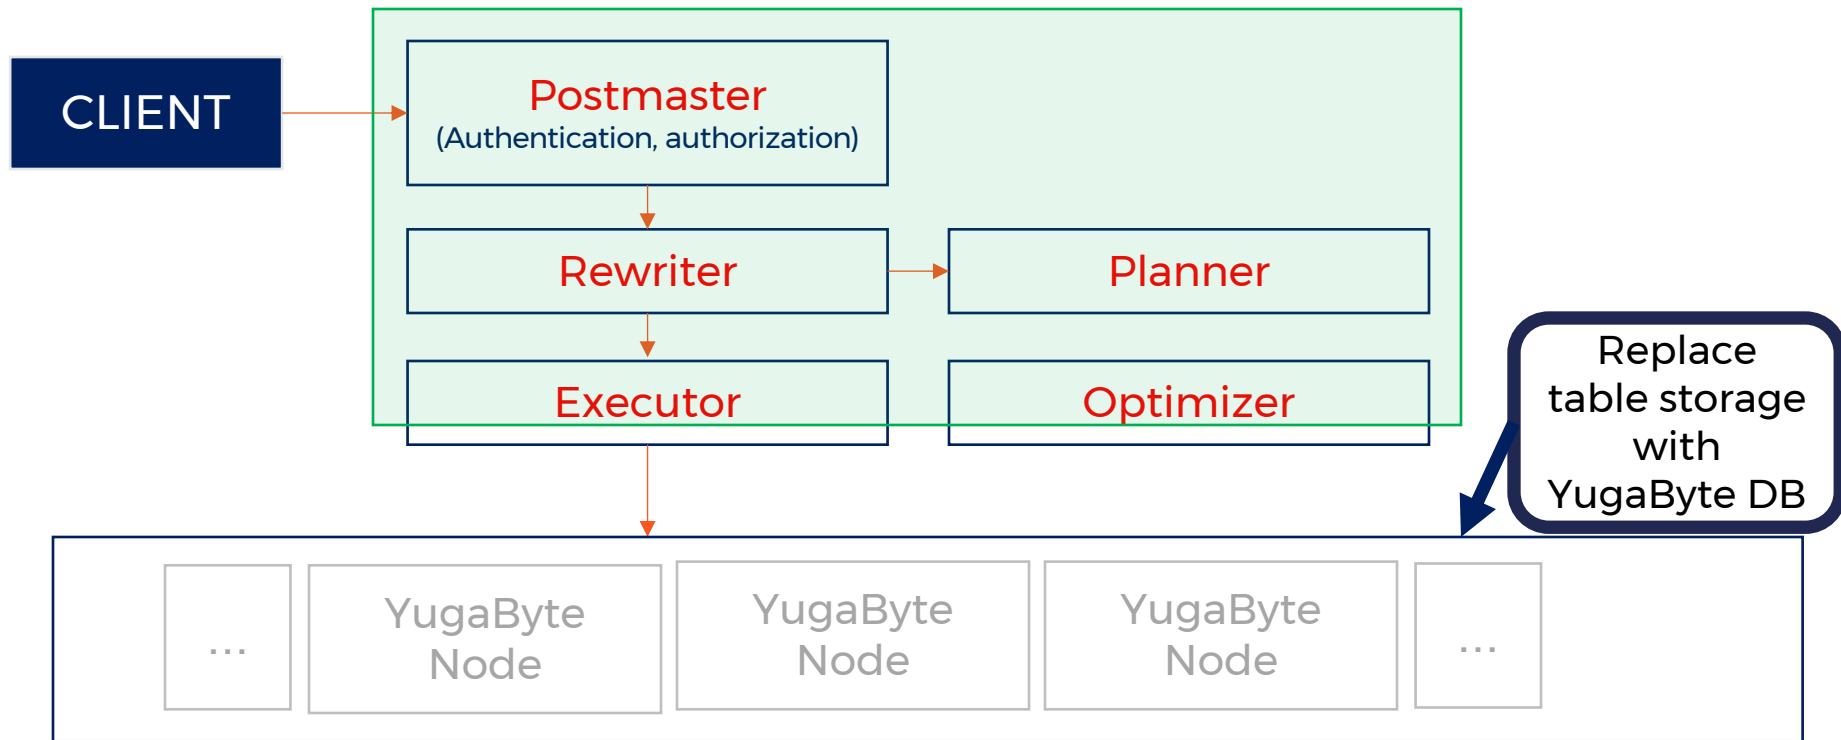 CLIENT
Postmaster
(Authentication, authorization)
Rewriter
Planner
Executor
Optimizer
Replace
table storage
with
YugaByte DB
...
YugaByte
Node
YugaByte
Node
YugaByte
Node
...